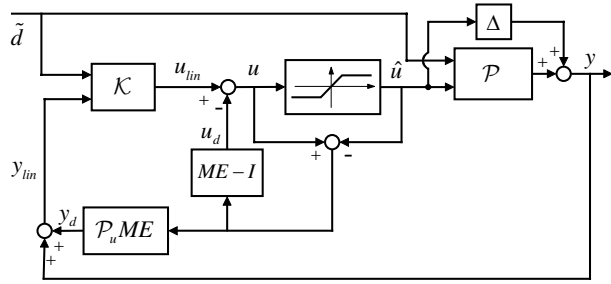 d̃
K
u_lin
+
-
u
û
Δ
P
+
+
y
u_d
+
-
ME − I
y_lin
y_d
P_u ME
+
+